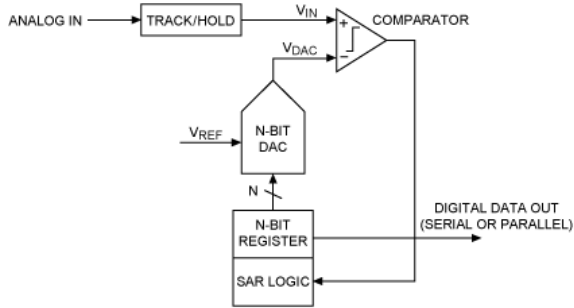 ANALOG IN
TRACK/HOLD
VIN
COMPARATOR
+
−
VDAC
VREF
N-BIT
DAC
N
N-BIT
REGISTER
SAR LOGIC
DIGITAL DATA OUT
(SERIAL OR PARALLEL)